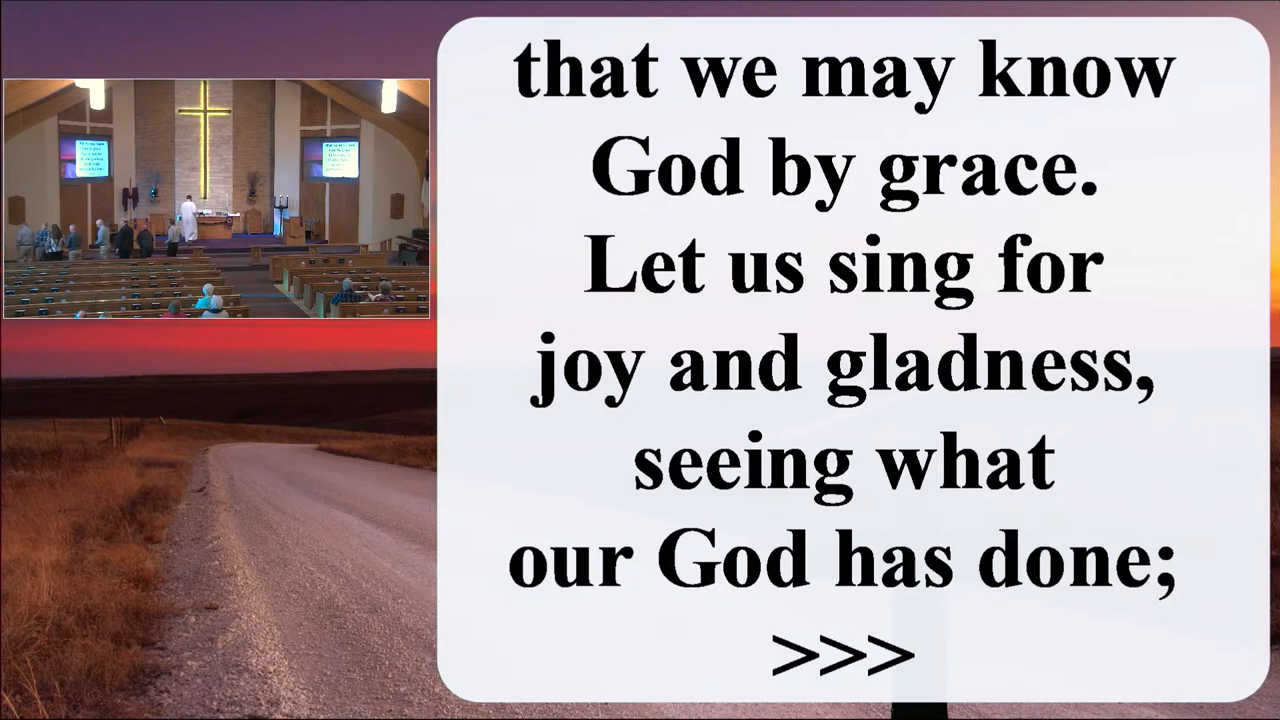 that we may know
God by grace.
Let us sing for
joy and gladness,
seeing what
our God has done;
>>>